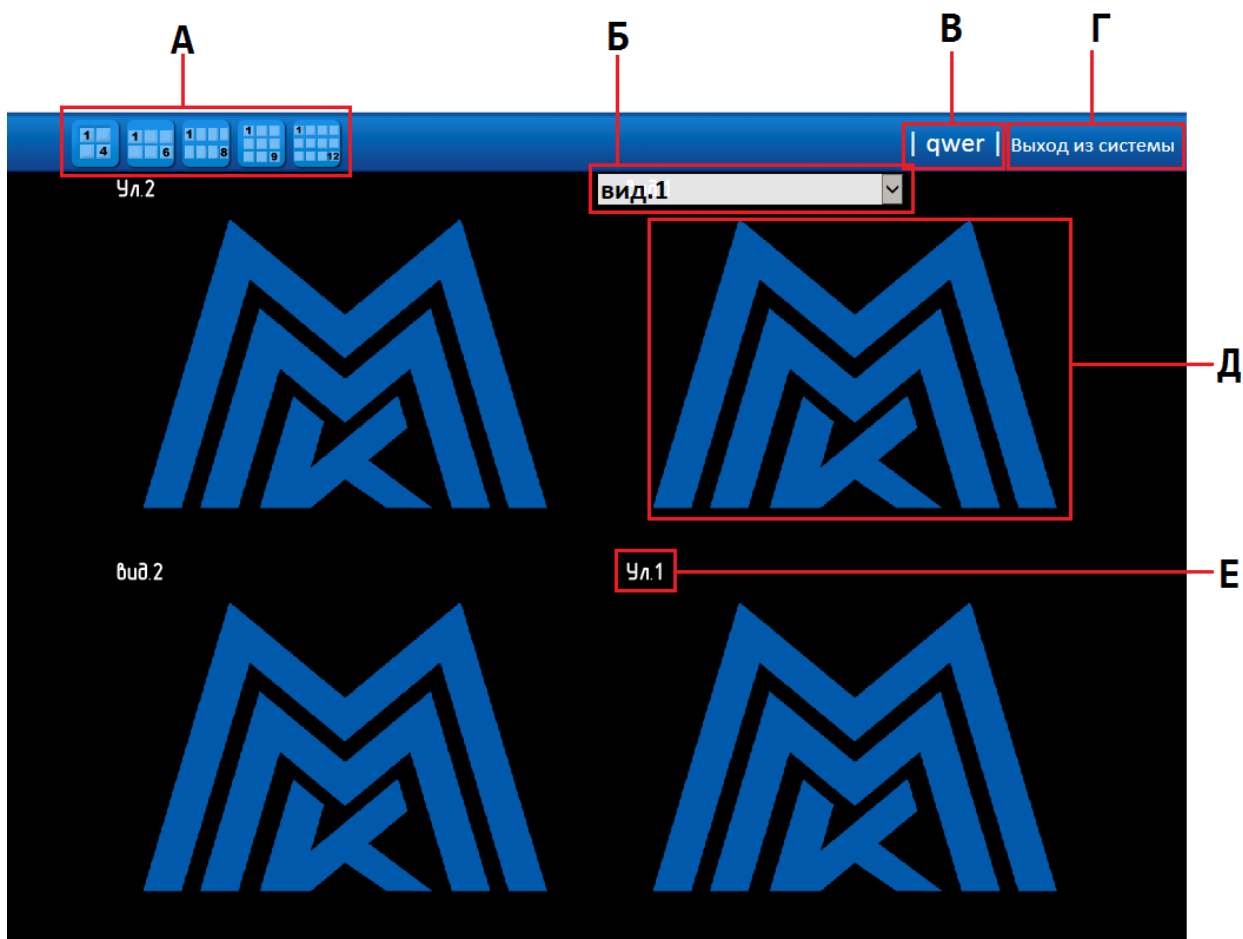 А Б В Г
1 4 1 6 1 8 1 9 1 12
| qwer | Выход из системы
Ул.2 вид.1
Д
вид.2 Ул.1 Е